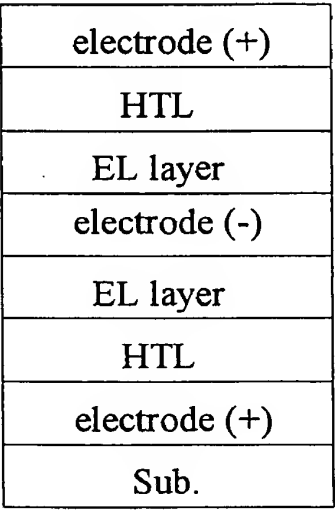 electrode (+)
HTL
EL layer
electrode (-)
EL layer
HTL
electrode (+)
Sub.